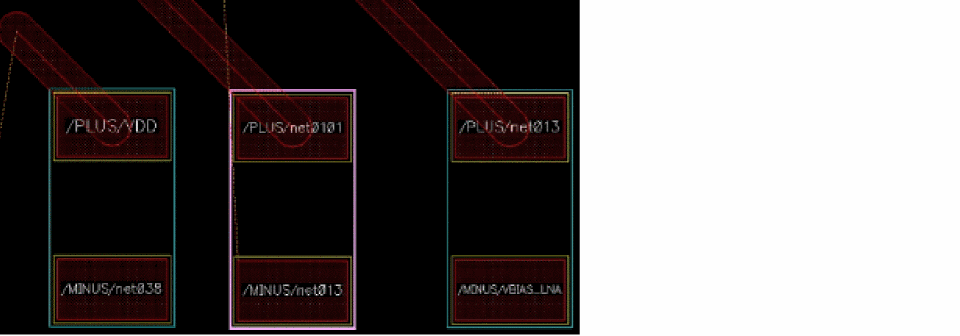 /PLUS/VDD
/PLUS/net0101
/PLUS/net013
/MINUS/net038
/MINUS/net013
/MINUS/VBIAS_LNA